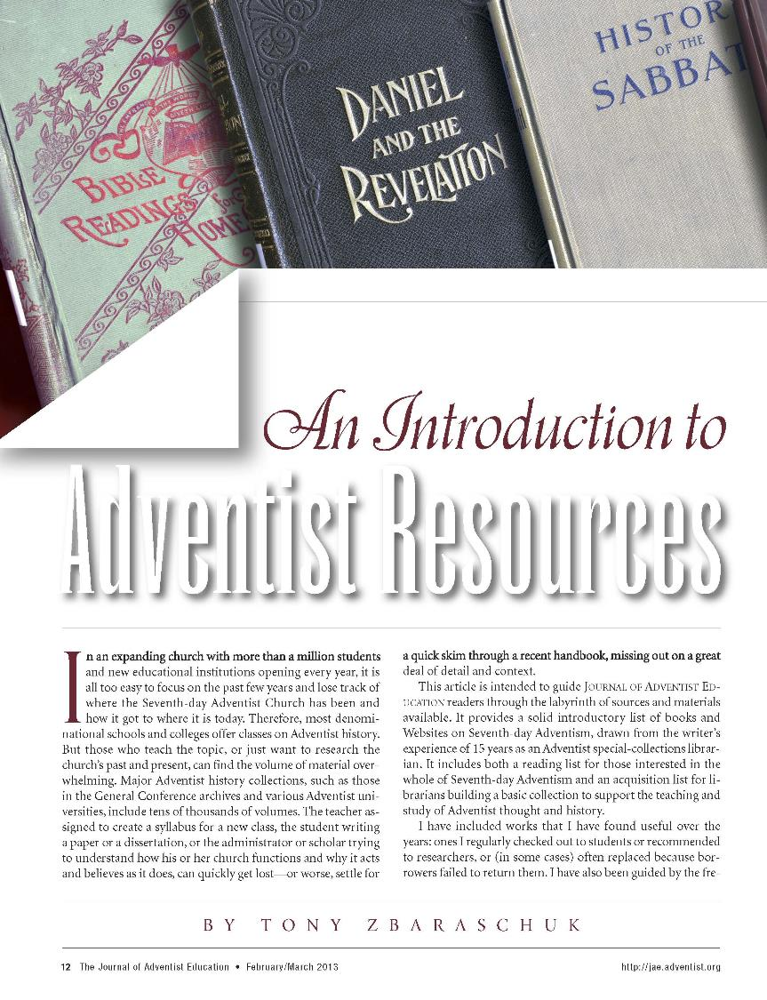 BIBLE
READINGS
for
HOME
DANIEL
AND THE
REVELATION
HISTOR
OF THE
SABBAT
An Introduction to
Adventist Resources
In an expanding church with more than a million students
and new educational institutions opening every year, it is
all too easy to focus on the past few years and lose track of
where the Seventh-day Adventist Church has been and
how it got to where it is today. Therefore, most denomi-
national schools and colleges offer classes on Adventist history.
But those who teach the topic, or just want to research the
church's past and present, can find the volume of material over-
whelming. Major Adventist history collections, such as those
in the General Conference archives and various Adventist uni-
versities, include tens of thousands of volumes. The teacher as-
signed to create a syllabus for a new class, the student writing
a paper or a dissertation, or the administrator or scholar trying
to understand how his or her church functions and why it acts
and believes as it does, can quickly get lost—or worse, settle for
a quick skim through a recent handbook, missing out on a great
deal of detail and context.
This article is intended to guide JOURNAL OF ADVENTIST ED-
UCATION readers through the labyrinth of sources and materials
available. It provides a solid introductory list of books and
Websites on Seventh-day Adventism, drawn from the writer's
experience of 15 years as an Adventist special-collections librar-
ian. It includes both a reading list for those interested in the
whole of Seventh-day Adventism and an acquisition list for li-
brarians building a basic collection to support the teaching and
study of Adventist thought and history.
I have included works that I have found useful over the
years: ones I regularly checked out to students or recommended
to researchers, or (in some cases) often replaced because bor-
rowers failed to return them. I have also been guided by the fre-
BY TONY ZBARASCHUK
12 The Journal of Adventist Education • February/March 2013
http://jae.adventist.org